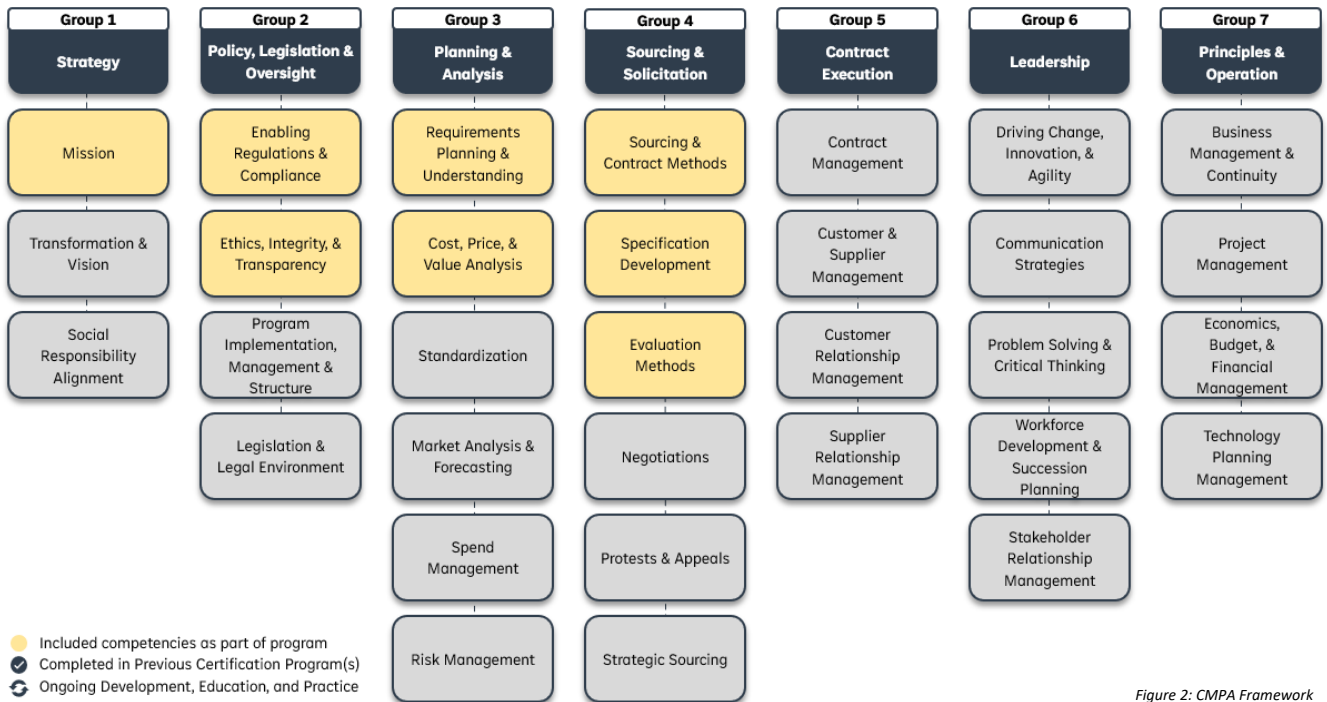 Group 1
Strategy
Mission
Transformation &
Vision
Social
Responsibility
Alignment
Group 2
Policy, Legislation &
Oversight
Enabling
Regulations &
Compliance
Ethics, Integrity, &
Transparency
Program
Implementation,
Management &
Structure
Legislation &
Legal Environment
Group 3
Planning &
Analysis
Requirements
Planning &
Understanding
Cost, Price, &
Value Analysis
Standardization
Market Analysis &
Forecasting
Spend
Management
Risk Management
Group 4
Sourcing &
Solicitation
Sourcing &
Contract Methods
Specification
Development
Evaluation
Methods
Negotiations
Protests & Appeals
Strategic Sourcing
Group 5
Contract
Execution
Contract
Management
Customer &
Supplier
Management
Customer
Relationship
Management
Supplier
Relationship
Management
Group 6
Leadership
Driving Change,
Innovation, &
Agility
Communication
Strategies
Problem Solving &
Critical Thinking
Workforce
Development &
Succession
Planning
Stakeholder
Relationship
Management
Group 7
Principles &
Operation
Business
Management &
Continuity
Project
Management
Economics,
Budget, &
Financial
Management
Technology
Planning
Management
Included competencies as part of program
Completed in Previous Certification Program(s)
Ongoing Development, Education, and Practice
Figure 2: CMPA Framework